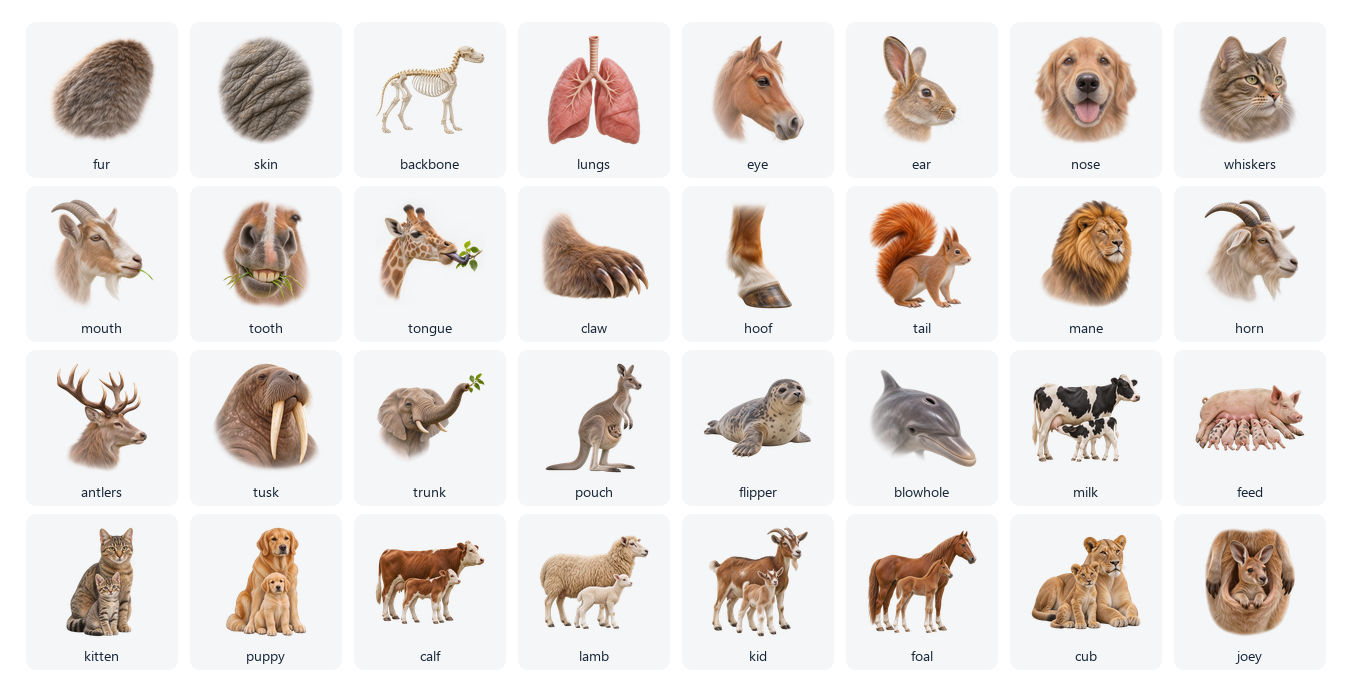 fur
skin
backbone
lungs
eye
ear
nose
whiskers
mouth
tooth
tongue
claw
hoof
tail
mane
horn
antlers
tusk
trunk
pouch
flipper
blowhole
milk
feed
kitten
puppy
calf
lamb
kid
foal
cub
joey